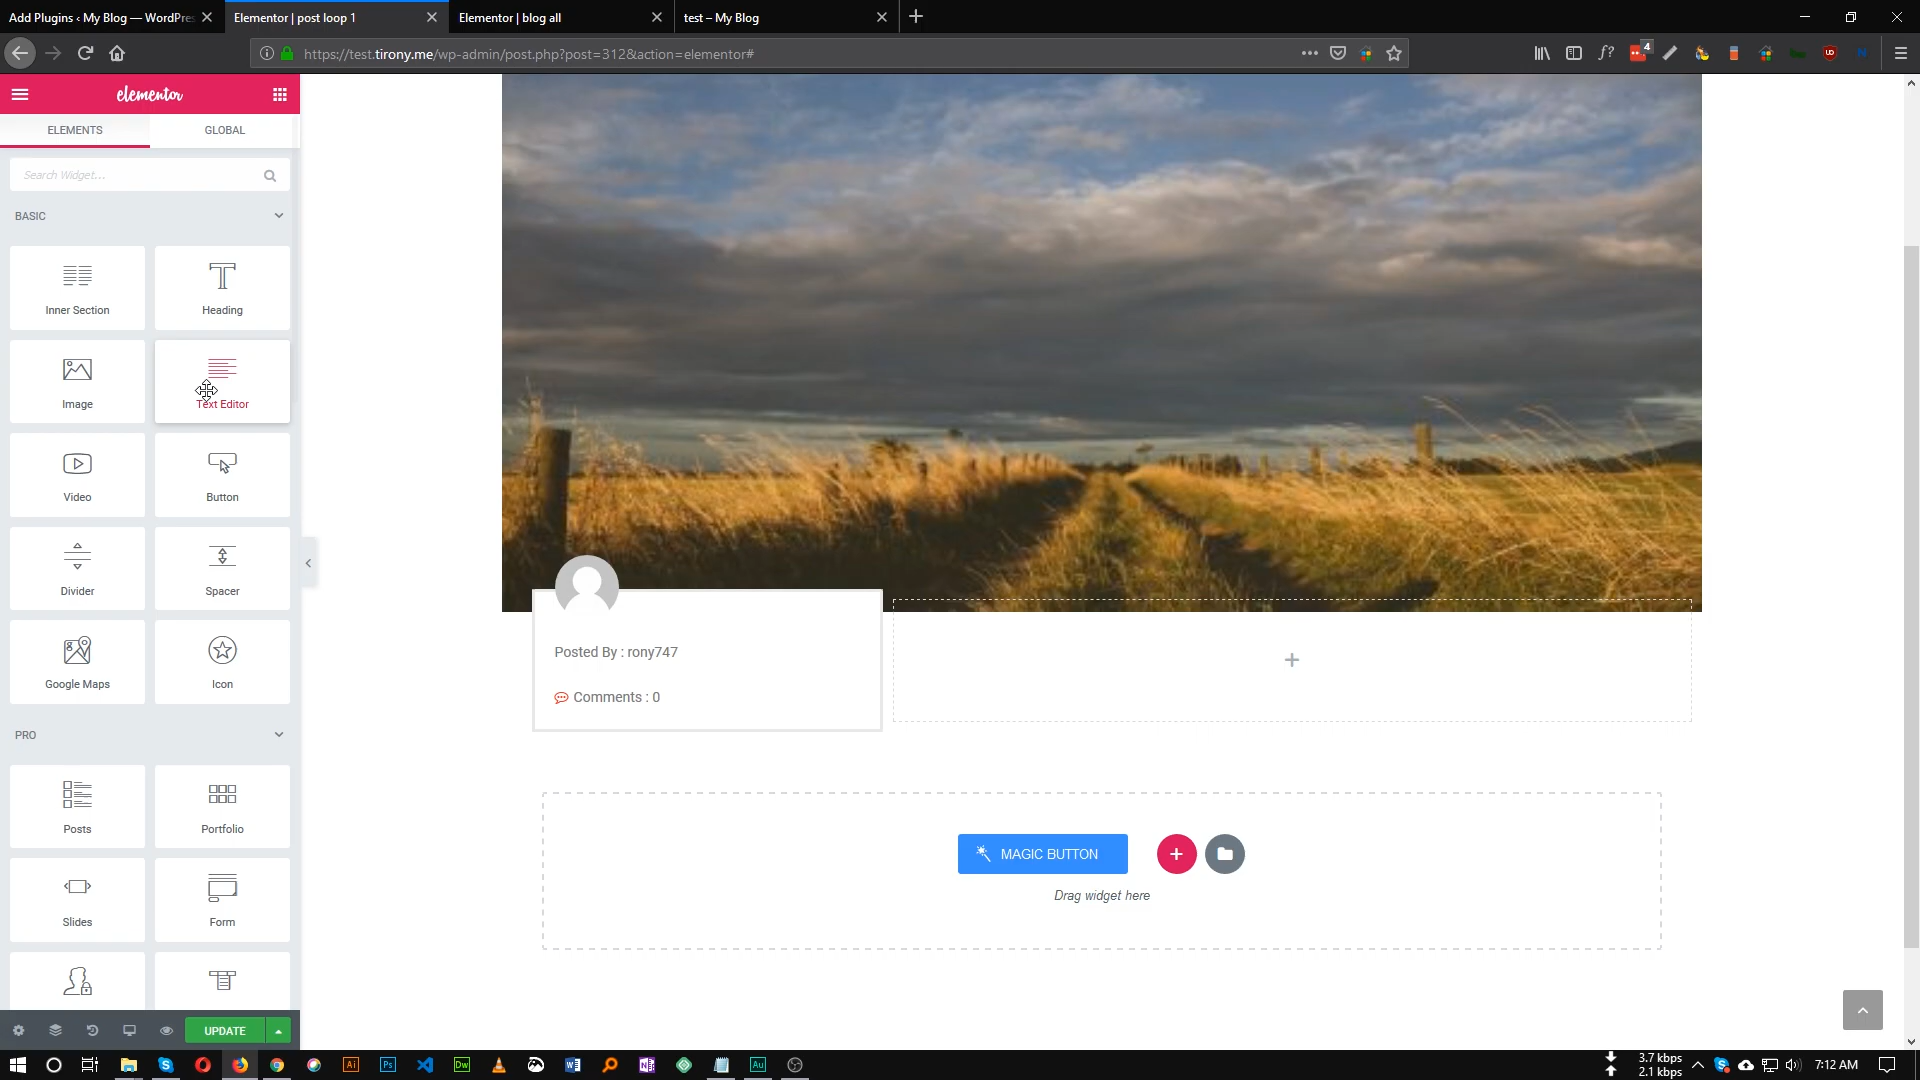 Add Plugins ‹ My Blog — WordPres
Elementor | post loop 1
Elementor | blog all
test – My Blog
https://test.tirony.me/wp-admin/post.php?post=312&action=elementor#
4
elementor
ELEMENTS
GLOBAL
Search Widget...
BASIC
Inner Section
Heading
Image
Text Editor
Video
Button
Divider
Spacer
Google Maps
Icon
PRO
Posts
Portfolio
Slides
Form
UPDATE
Posted By : rony747
Comments : 0
MAGIC BUTTON
Drag widget here
3.7 kbps
2.1 kbps
7:12 AM